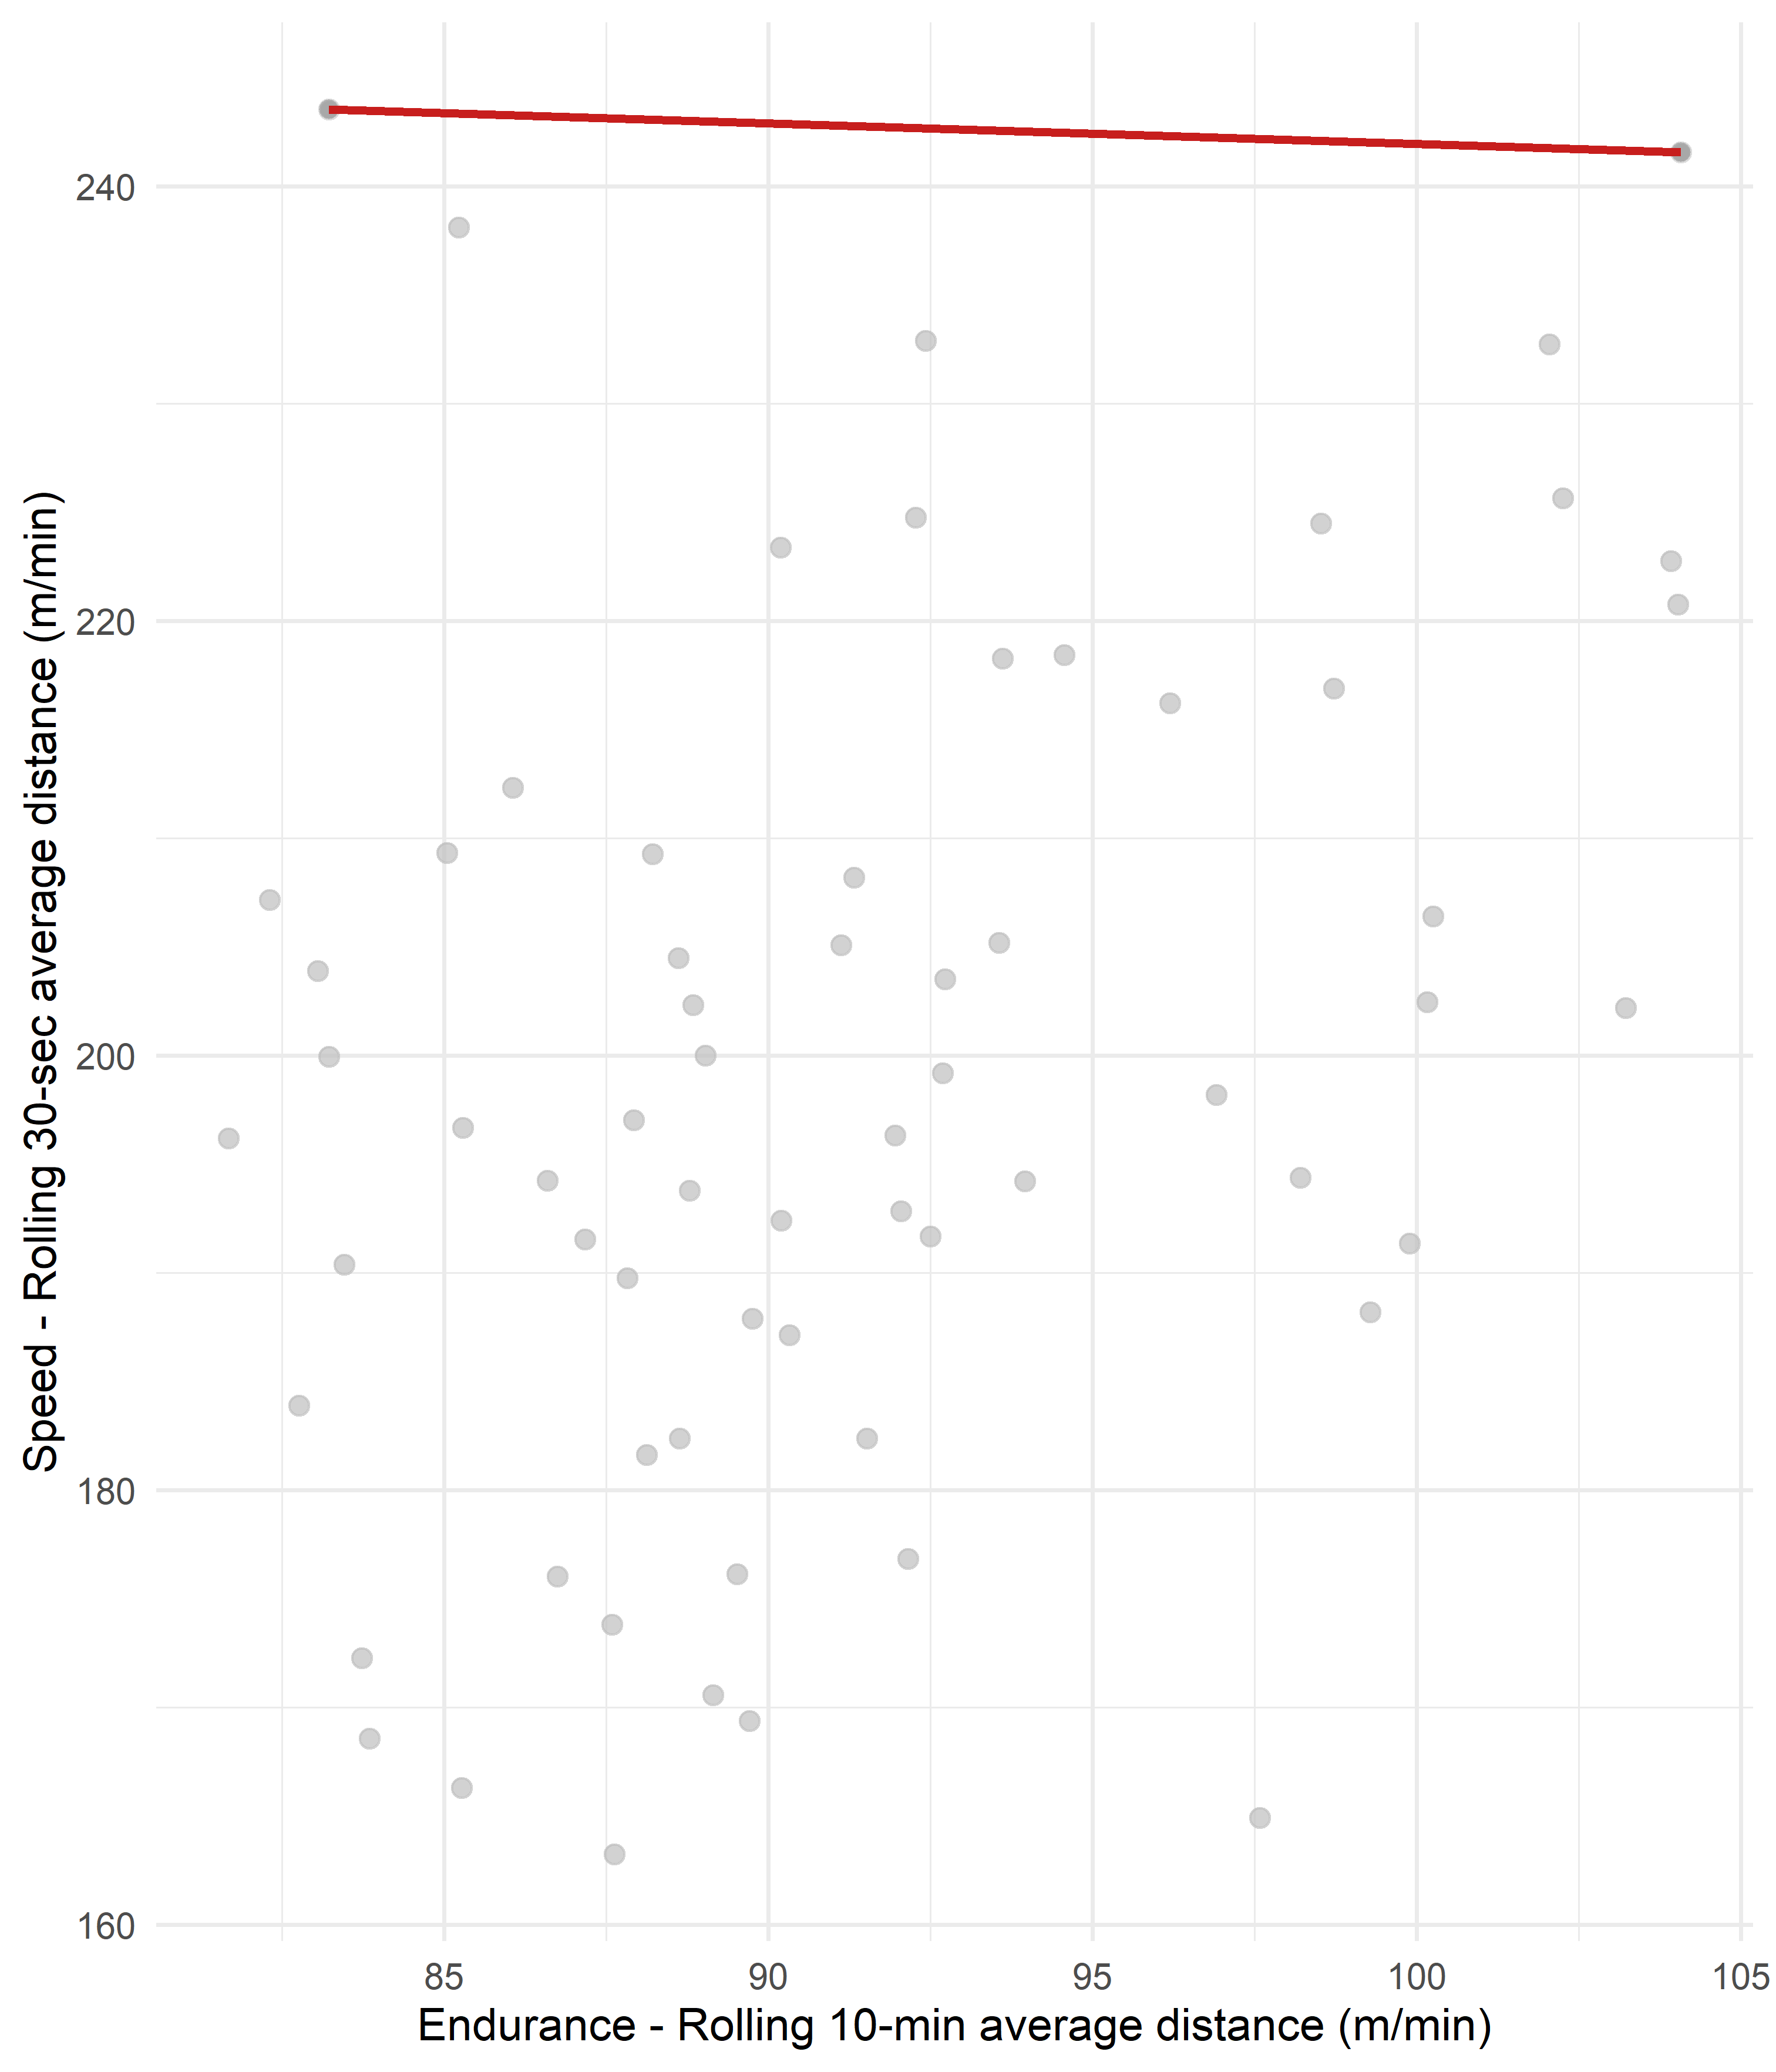 Speed - Rolling 30-sec average distance (m/min)
240
220
200
180
160
85 90 95 100 105
Endurance - Rolling 10-min average distance (m/min)